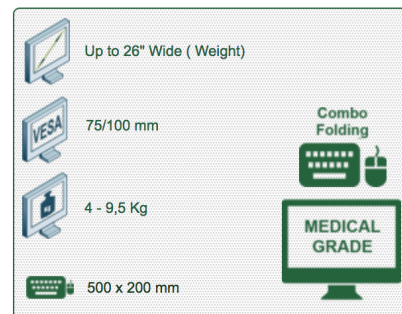 Up to 26" Wide ( Weight)
VESA
75/100 mm
Combo
Folding
KG
4 - 9,5 Kg
MEDICAL
GRADE
500 x 200 mm